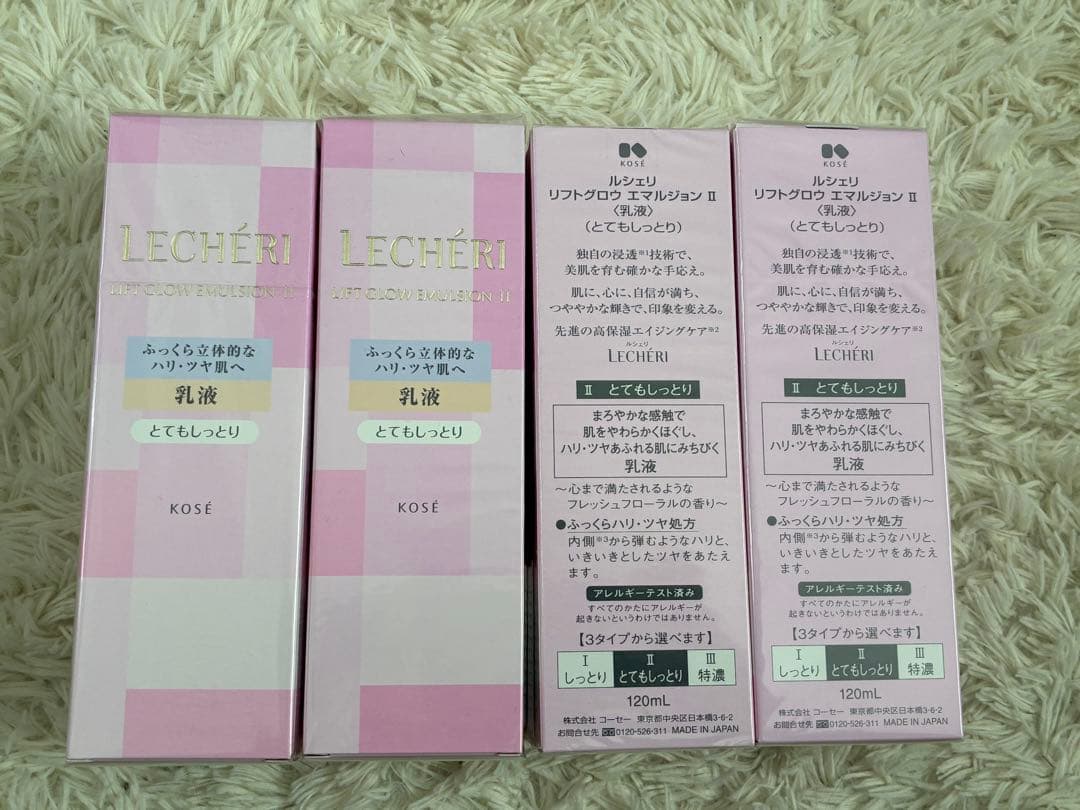 LECHÉRI
LIFT GLOW EMULSION II
ふっくら立体的な
ハリ・ツヤ肌へ
乳液
とてもしっとり
KOSÉ
LECHÉRI
LIFT GLOW EMULSION II
ふっくら立体的な
ハリ・ツヤ肌へ
乳液
とてもしっとり
KOSÉ
KOSÉ
ルシェリ
リフトグロウ エマルジョン II
〈乳液〉
(とてもしっとり)
独自の浸透※1技術で、
美肌を育む確かな手応え。
肌に、心に、自信が満ち、
つややかな輝きで、印象を変える。
先進の高保湿エイジングケア※2
ルシェリ
LECHÉRI
II とてもしっとり
まろやかな感触で
肌をやわらかくほぐし、
ハリ・ツヤあふれる肌にみちびく
乳液
〜心まで満たされるような
フレッシュフローラルの香り〜
●ふっくらハリ・ツヤ処方
内側※3から弾むようなハリと、
いきいきとしたツヤをあたえ
ます。
アレルギーテスト済み
すべてのかたにアレルギーが
起きないというわけではありません。
【3タイプから選べます】
I しっとり II とてもしっとり III 特濃
120mL
株式会社 コーセー 東京都中央区日本橋3-6-2
お問合せ先 0120-526-311 MADE IN JAPAN
KOSÉ
ルシェリ
リフトグロウ エマルジョン II
〈乳液〉
(とてもしっとり)
独自の浸透※1技術で、
美肌を育む確かな手応え。
肌に、心に、自信が満ち、
つややかな輝きで、印象を変える。
先進の高保湿エイジングケア※2
ルシェリ
LECHÉRI
II とてもしっとり
まろやかな感触で
肌をやわらかくほぐし、
ハリ・ツヤあふれる肌にみちびく
乳液
〜心まで満たされるような
フレッシュフローラルの香り〜
●ふっくらハリ・ツヤ処方
内側※3から弾むようなハリと、
いきいきとしたツヤをあたえ
ます。
アレルギーテスト済み
すべてのかたにアレルギーが
起きないというわけではありません。
【3タイプから選べます】
I しっとり II とてもしっとり III 特濃
120mL
株式会社 コーセー 東京都中央区日本橋3-6-2
お問合せ先 0120-526-311 MADE IN JAPAN